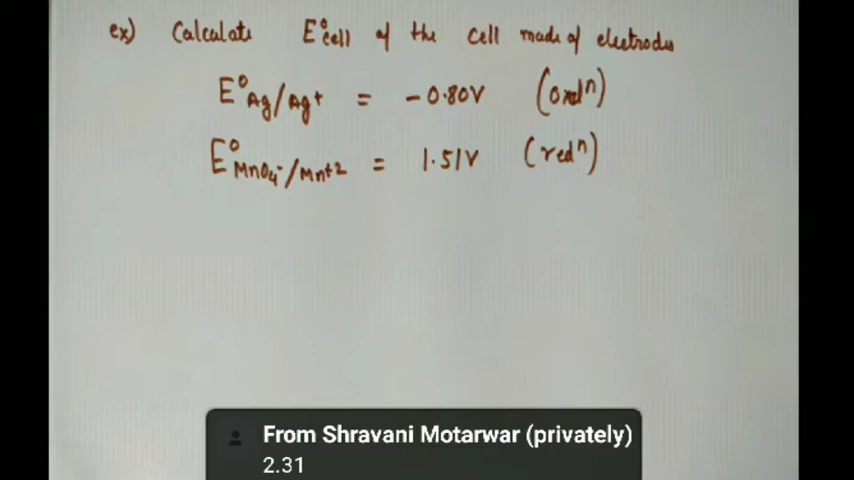 ex) Calculate E°cell of the cell made of electrodes
E°Ag/Ag+ = -0.80V (oxdn)
E°MnO4-/Mn+2 = 1.51V (redn)
From Shravani Motarwar (privately)
2.31